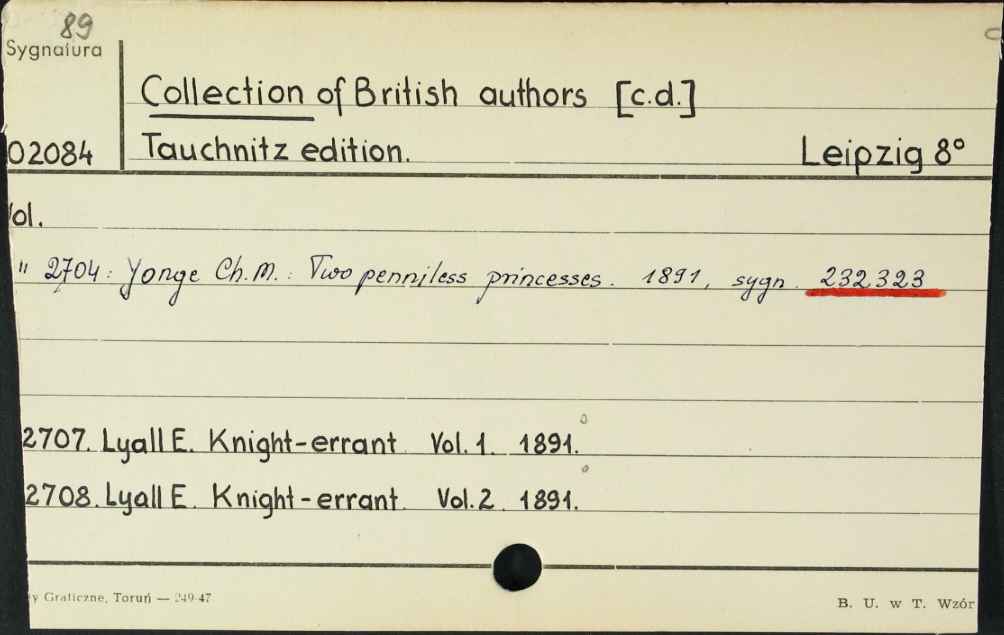 89
Sygnatura
Collection of British authors [c.d.]
02084 Tauchnitz edition. Leipzig 8°
Vol.
" 2704: Yonge Ch. M.: Two penniless princesses. 1891, sygn. 232323
2707. Lyall E. Knight-errant. Vol. 1. 1891.
2708. Lyall E. Knight-errant. Vol. 2. 1891.
y Graficzne, Toruń — 249-47
B. U. w T. Wzór